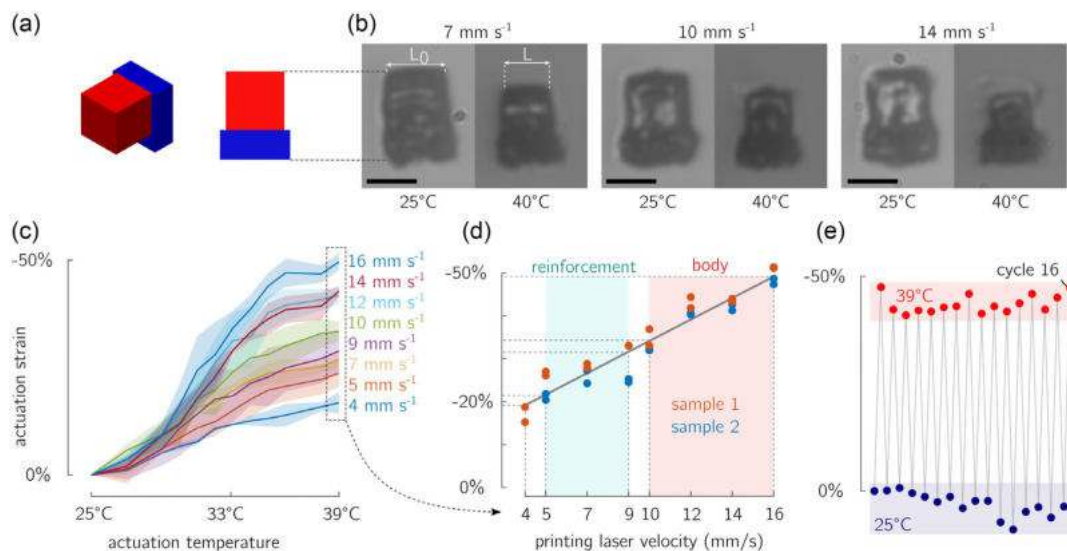 (a)
(b)
7 mm s⁻¹
10 mm s⁻¹
14 mm s⁻¹
L₀
L
25°C
40°C
25°C
40°C
25°C
40°C
(c)
-50%
0%
actuation strain
16 mm s⁻¹
14 mm s⁻¹
12 mm s⁻¹
10 mm s⁻¹
9 mm s⁻¹
7 mm s⁻¹
5 mm s⁻¹
4 mm s⁻¹
25°C
33°C
39°C
actuation temperature
(d)
reinforcement
body
-50%
-20%
0%
sample 1
sample 2
4 5 7 9 10 12 14 16
printing laser velocity (mm/s)
(e)
cycle 16
-50%
39°C
0%
25°C